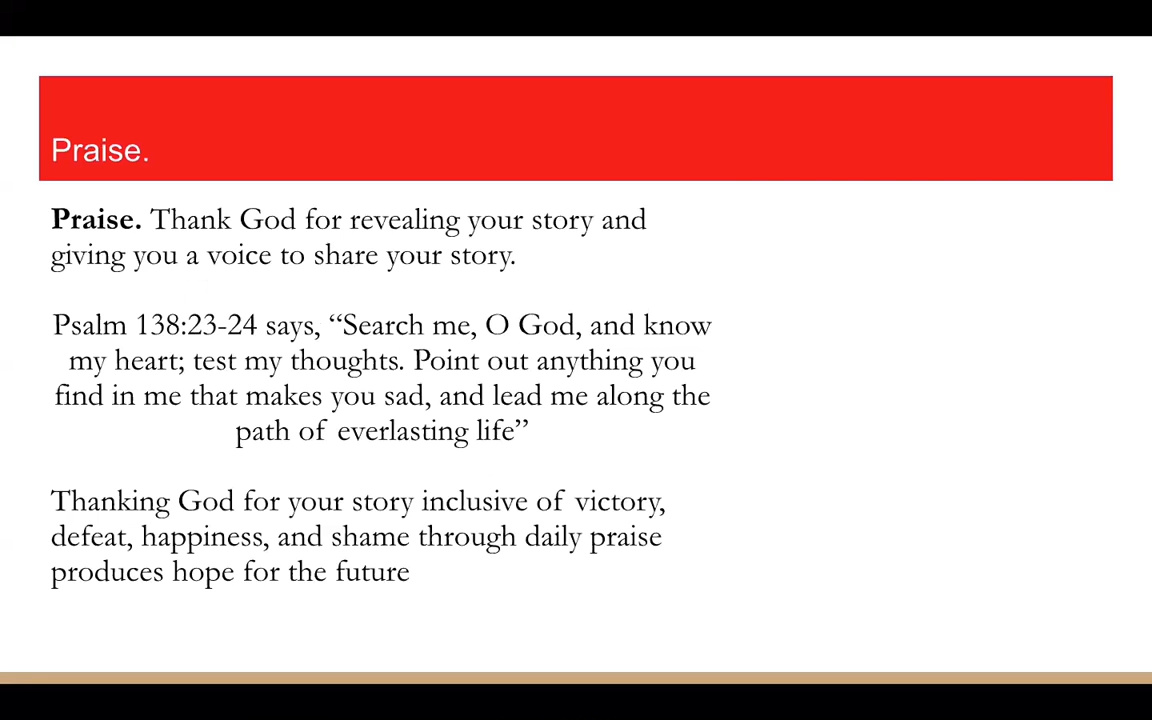 Praise.
Praise. Thank God for revealing your story and
giving you a voice to share your story.
Psalm 138:23-24 says, “Search me, O God, and know
my heart; test my thoughts. Point out anything you
find in me that makes you sad, and lead me along the
path of everlasting life”
Thanking God for your story inclusive of victory,
defeat, happiness, and shame through daily praise
produces hope for the future